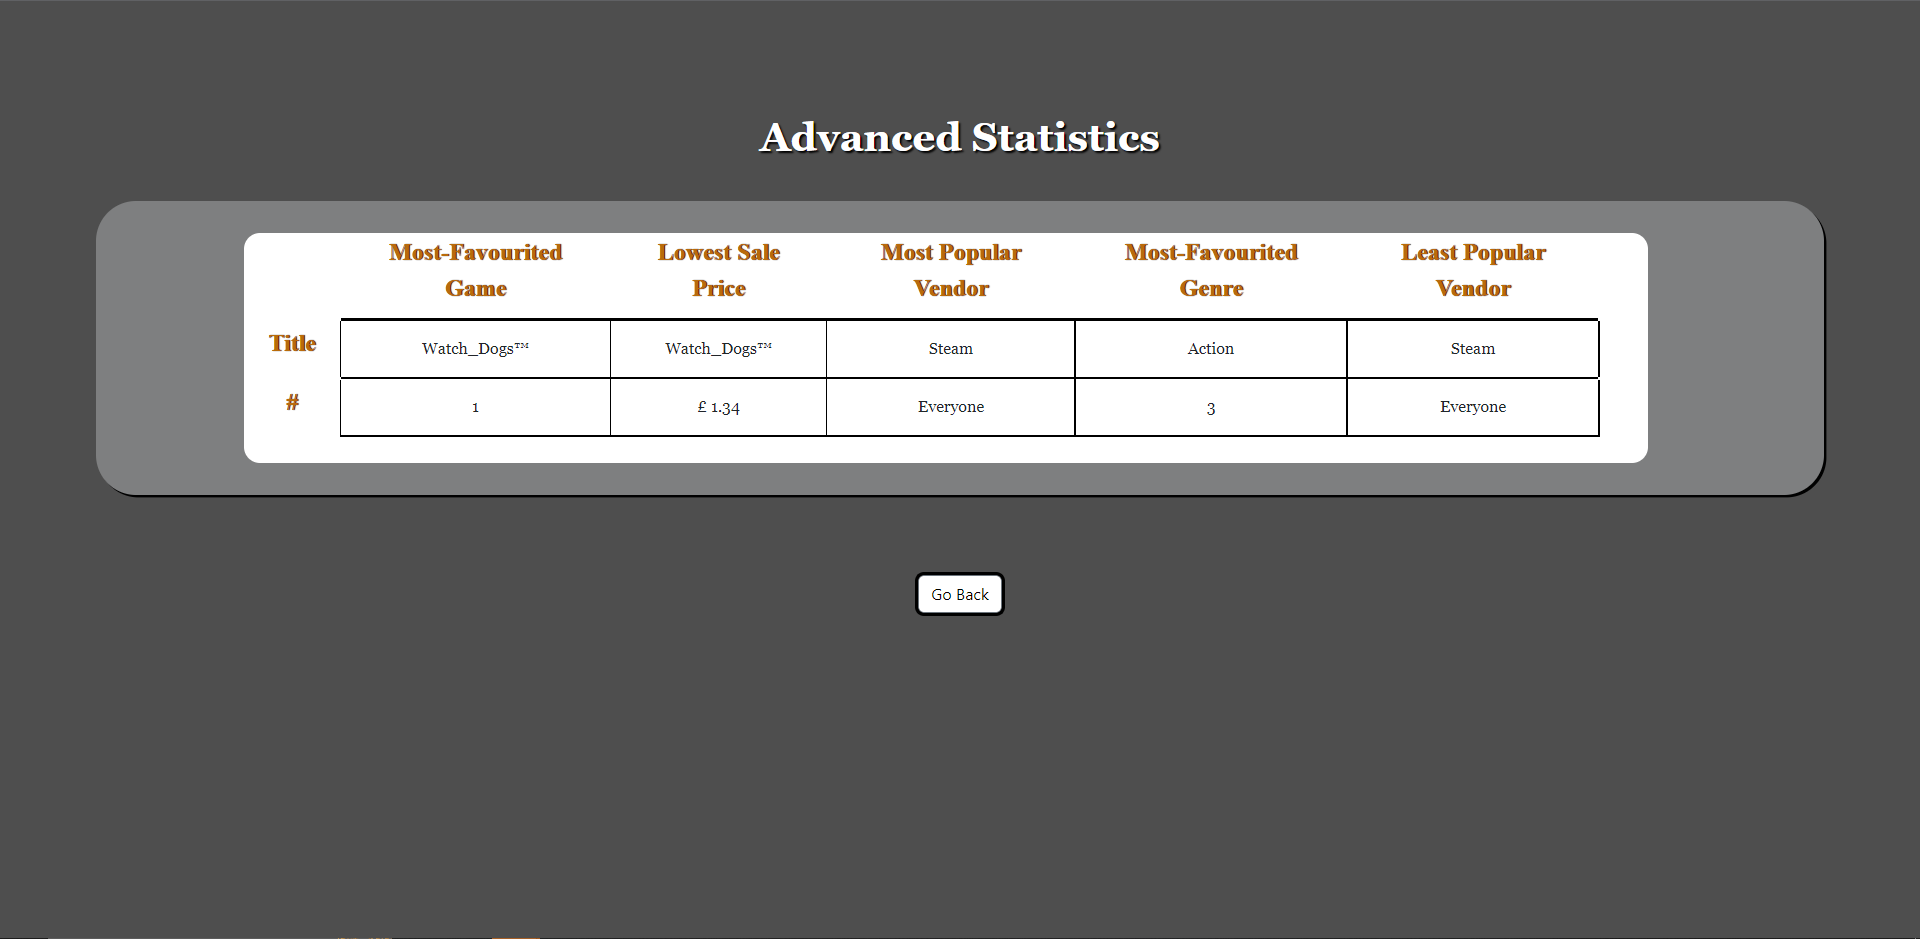 Advanced Statistics
Most-Favourited Lowest Sale Most Popular Most-Favourited Least Popular
Game Price Vendor Genre Vendor
Title Watch_Dogs™ Watch_Dogs™ Steam Action Steam
# 1 £ 1.34 Everyone 3 Everyone
Go Back